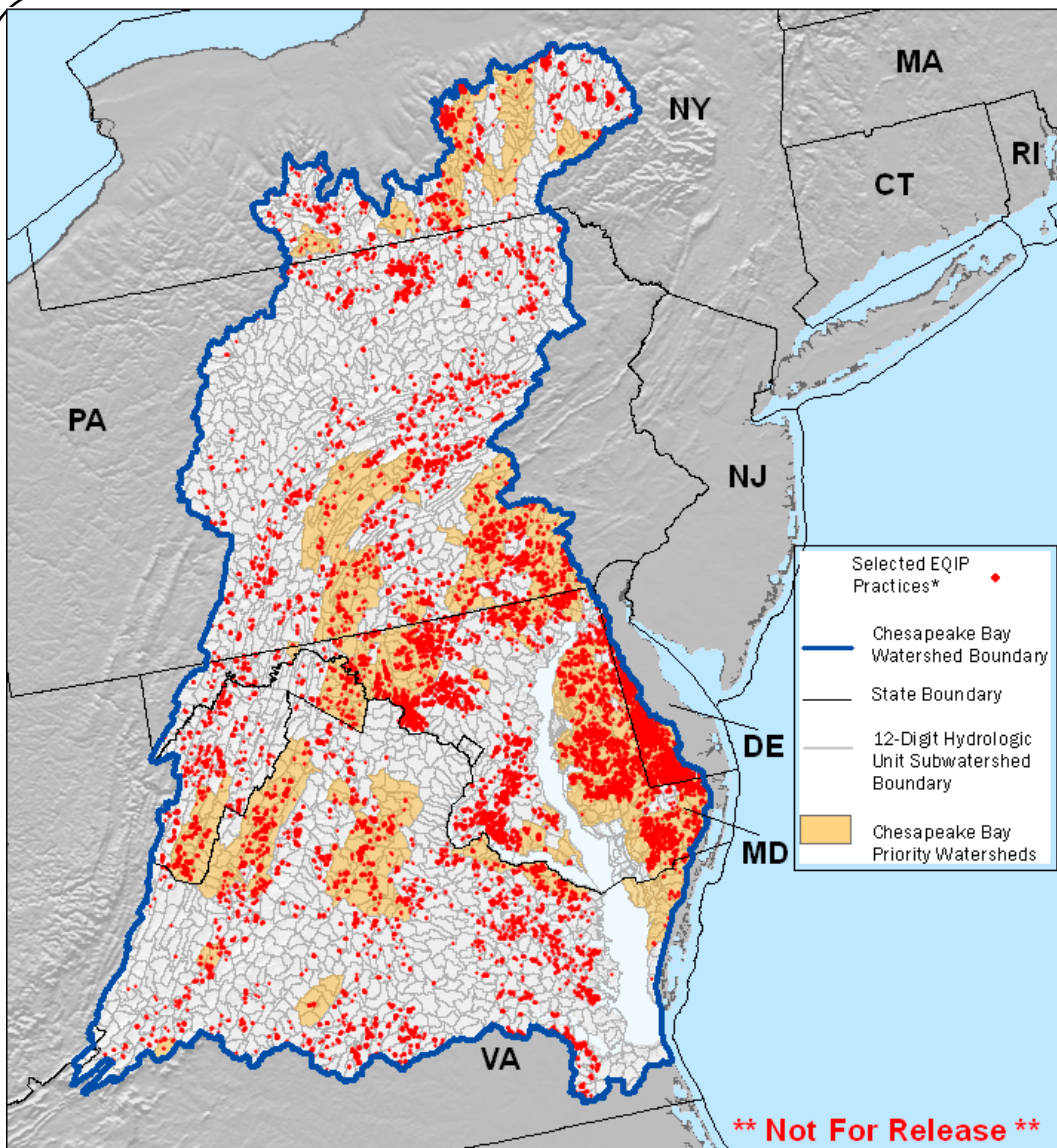 MA
NY
RI
CT
PA
NJ
Selected EQIP
Practices*
Chesapeake Bay
Watershed Boundary
State Boundary
12-Digit Hydrologic
Unit Subwatershed
Boundary
Chesapeake Bay
Priority Watersheds
DE
MD
VA
** Not For Release **